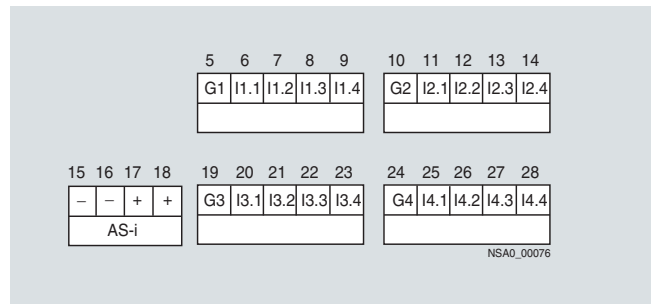 5 6 7 8 9 10 11 12 13 14
G1 I1.1 I1.2 I1.3 I1.4 G2 I2.1 I2.2 I2.3 I2.4
15 16 17 18 19 20 21 22 23 24 25 26 27 28
– – + + G3 I3.1 I3.2 I3.3 I3.4 G4 I4.1 I4.2 I4.3 I4.4
AS-i
NSA0_00076